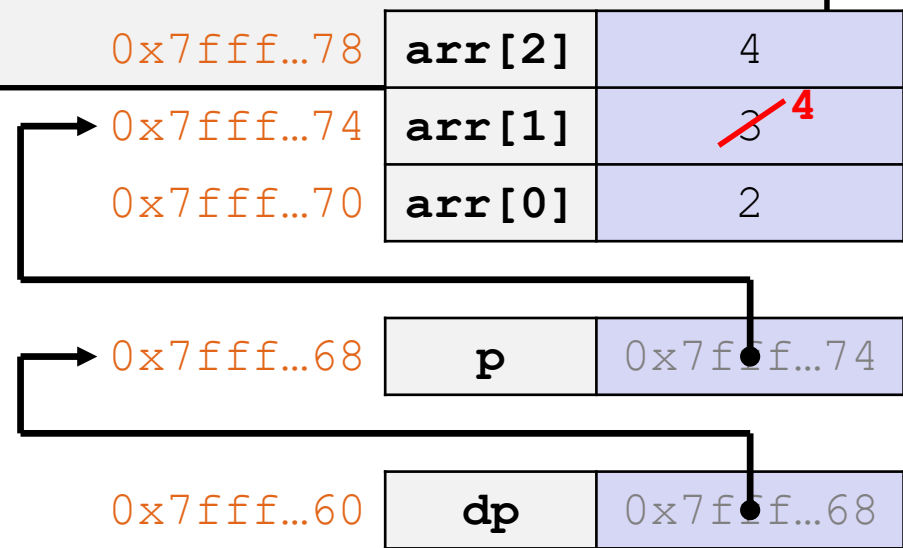 0x7fff…78 arr[2] 4
0x7fff…74 arr[1] 3 4
0x7fff…70 arr[0] 2
0x7fff…68 p 0x7fff…74
0x7fff…60 dp 0x7fff…68